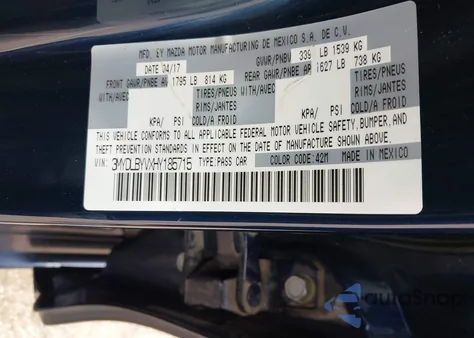 MFD. BY MAZDA MOTOR MANUFACTURING DE MEXICO S.A. DE C.V.
DATE 04/17 GVWR/PNBV 339 LB 1539 KG
FRONT GAWR/PNBE AV 1795 LB 814 KG REAR GAWR/PNBE AR 1627 LB 738 KG
WITH/AVEC TIRES/PNEUS WITH/AVEC TIRES/PNEUS
RIMS/JANTES RIMS/JANTES
KPA/ PSI COLD/A FROID KPA/ PSI COLD/A FROID
THIS VEHICLE CONFORMS TO ALL APPLICABLE FEDERAL MOTOR VEHICLE SAFETY, BUMPER, AND
THEFT PREVENTION STANDARDS IN EFFECT ON THE DATE OF MANUFACTURE SHOWN ABOVE.
VIN: 3MYDLBYVXHY185715 TYPE:PASS CAR COLOR CODE:42M MADE IN MEXICO
autoSnap